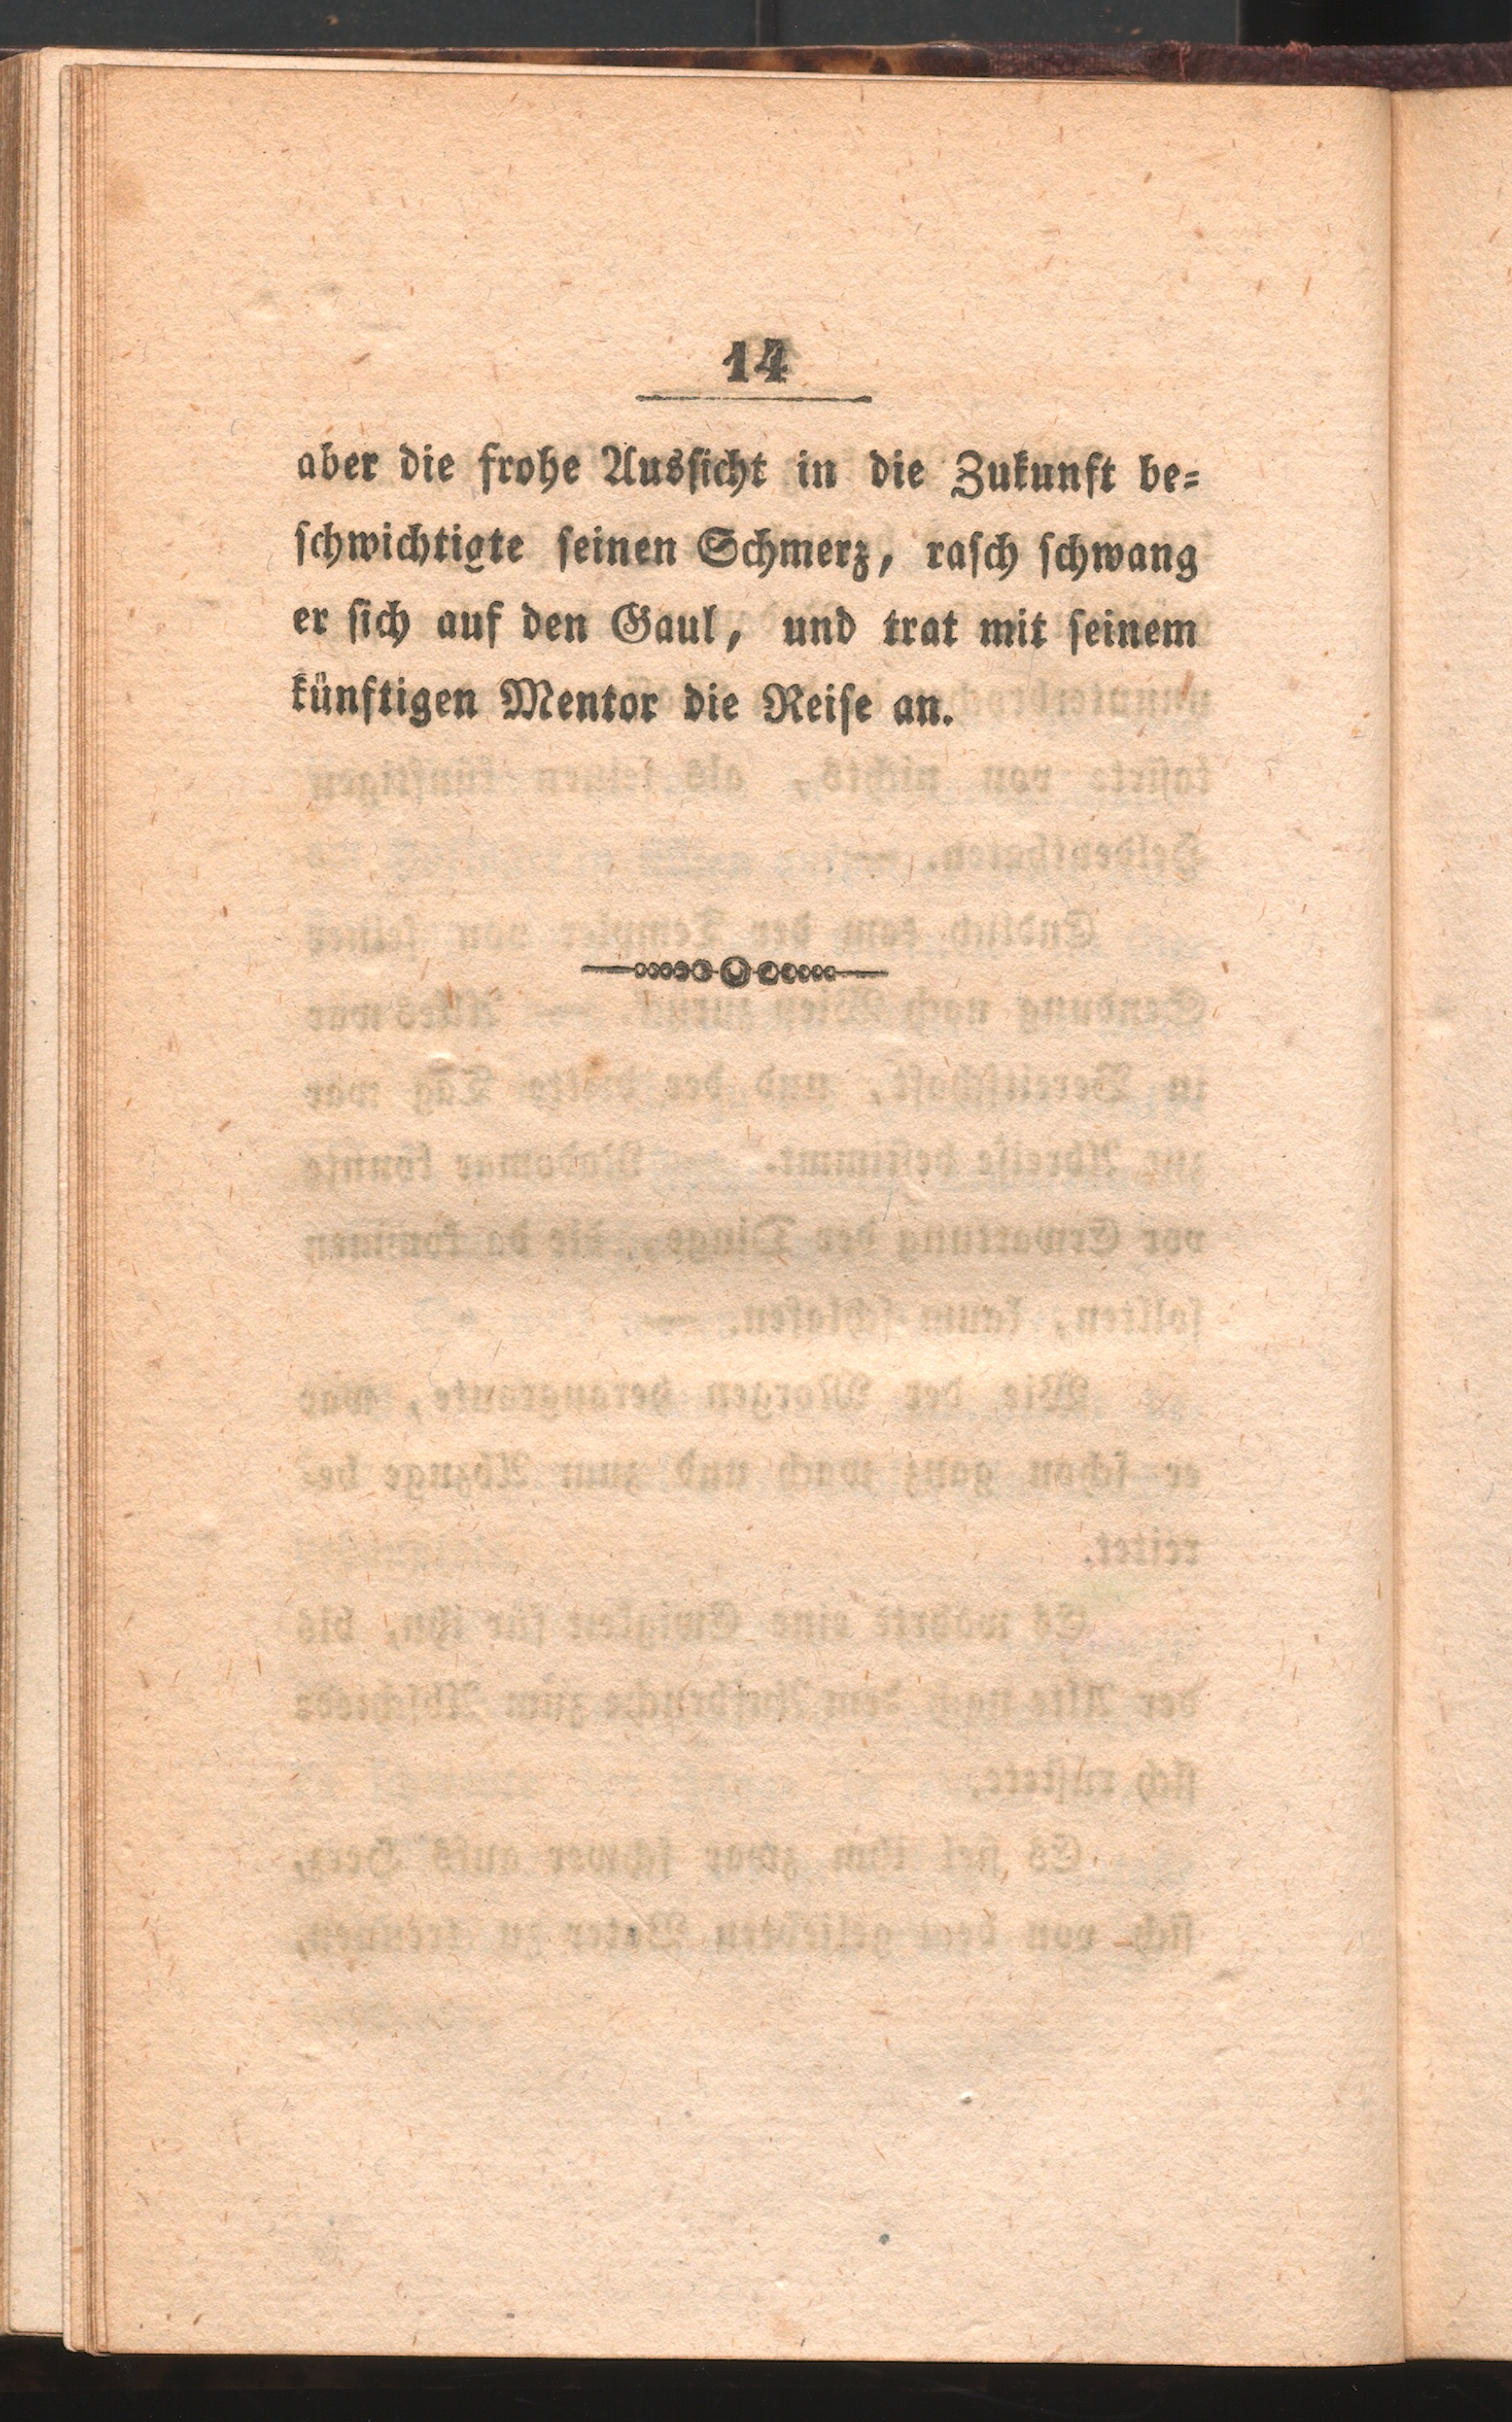 14
aber die frohe Ausſicht in die Zukunft be⸗
ſchwichtigte ſeinen Schmerz, raſch ſchwang
er ſich auf den Gaul, und trat mit ſeinem
künftigen Mentor die Reiſe an.